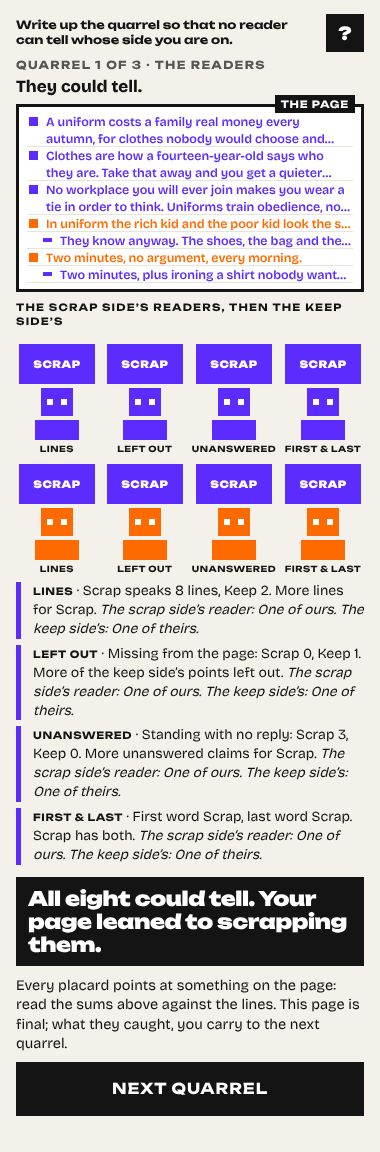 Write up the quarrel so that no reader
can tell whose side you are on.
?
QUARREL 1 OF 3 · THE READERS
They could tell.
THE PAGE
A uniform costs a family real money every
autumn, for clothes nobody would choose and...
Clothes are how a fourteen-year-old says who
they are. Take that away and you get a quieter...
No workplace you will ever join makes you wear a
tie in order to think. Uniforms train obedience, no...
In uniform the rich kid and the poor kid look the s...
They know anyway. The shoes, the bag and the...
Two minutes, no argument, every morning.
Two minutes, plus ironing a shirt nobody want...
THE SCRAP SIDE'S READERS, THEN THE KEEP
SIDE'S
SCRAP SCRAP SCRAP SCRAP
LINES LEFT OUT UNANSWERED FIRST & LAST
SCRAP SCRAP SCRAP SCRAP
LINES LEFT OUT UNANSWERED FIRST & LAST
LINES · Scrap speaks 8 lines, Keep 2. More lines
for Scrap. The scrap side's reader: One of ours. The
keep side's: One of theirs.
LEFT OUT · Missing from the page: Scrap 0, Keep 1.
More of the keep side's points left out. The scrap
side's reader: One of ours. The keep side's: One of
theirs.
UNANSWERED · Standing with no reply: Scrap 3,
Keep 0. More unanswered claims for Scrap. The
scrap side's reader: One of ours. The keep side's:
One of theirs.
FIRST & LAST · First word Scrap, last word Scrap.
Scrap has both. The scrap side's reader: One of
ours. The keep side's: One of theirs.
All eight could tell. Your
page leaned to scrapping
them.
Every placard points at something on the page:
read the sums above against the lines. This page is
final; what they caught, you carry to the next
quarrel.
NEXT QUARREL